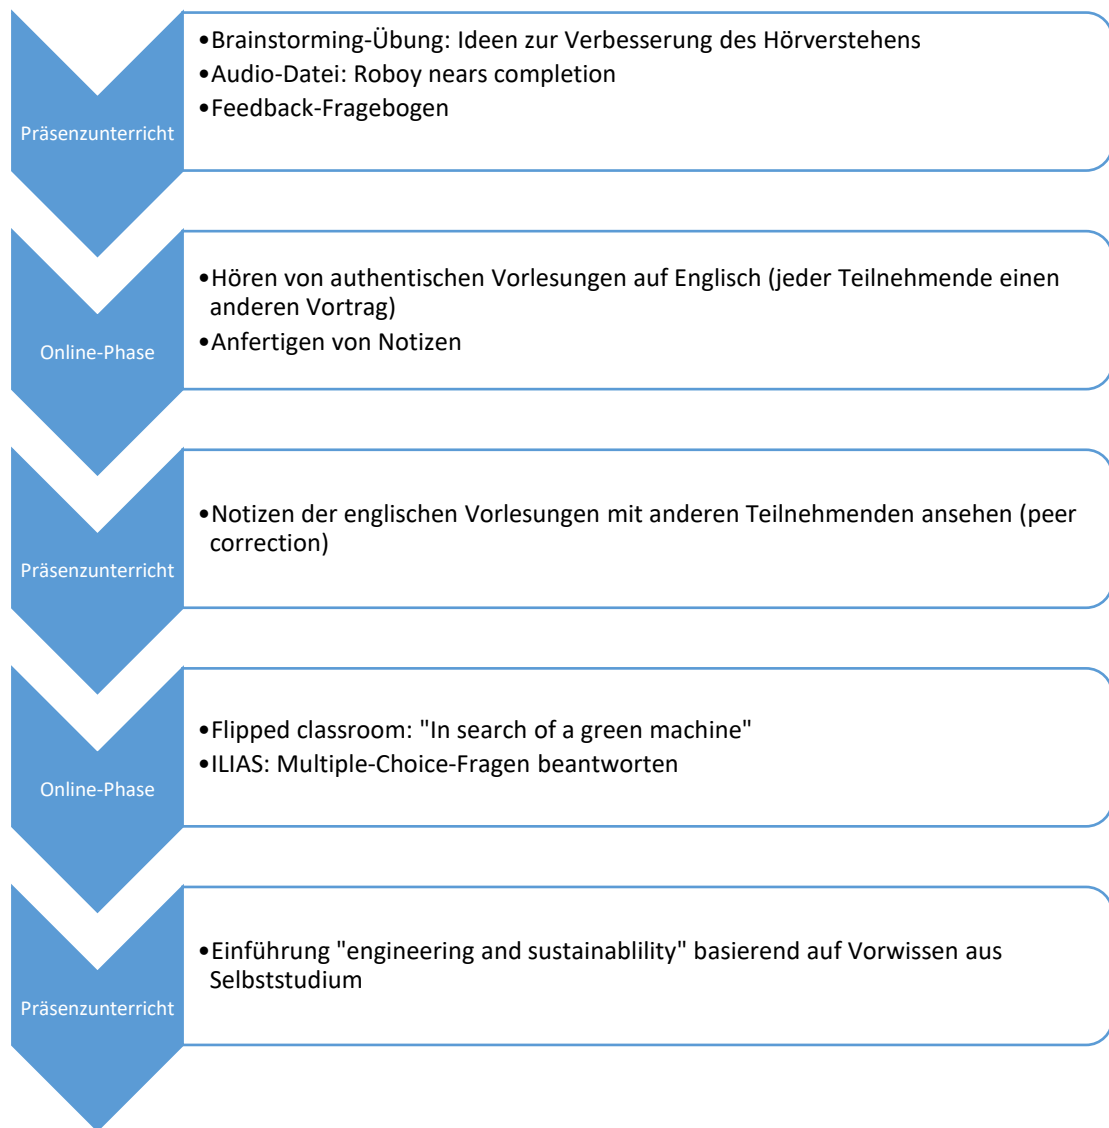 Präsenzunterricht
•Brainstorming-Übung: Ideen zur Verbesserung des Hörverstehens
•Audio-Datei: Roboy nears completion
•Feedback-Fragebogen
Online-Phase
•Hören von authentischen Vorlesungen auf Englisch (jeder Teilnehmende einen
anderen Vortrag)
•Anfertigen von Notizen
Präsenzunterricht
•Notizen der englischen Vorlesungen mit anderen Teilnehmenden ansehen (peer
correction)
Online-Phase
•Flipped classroom: "In search of a green machine"
•ILIAS: Multiple-Choice-Fragen beantworten
Präsenzunterricht
•Einführung "engineering and sustainablility" basierend auf Vorwissen aus
Selbststudium